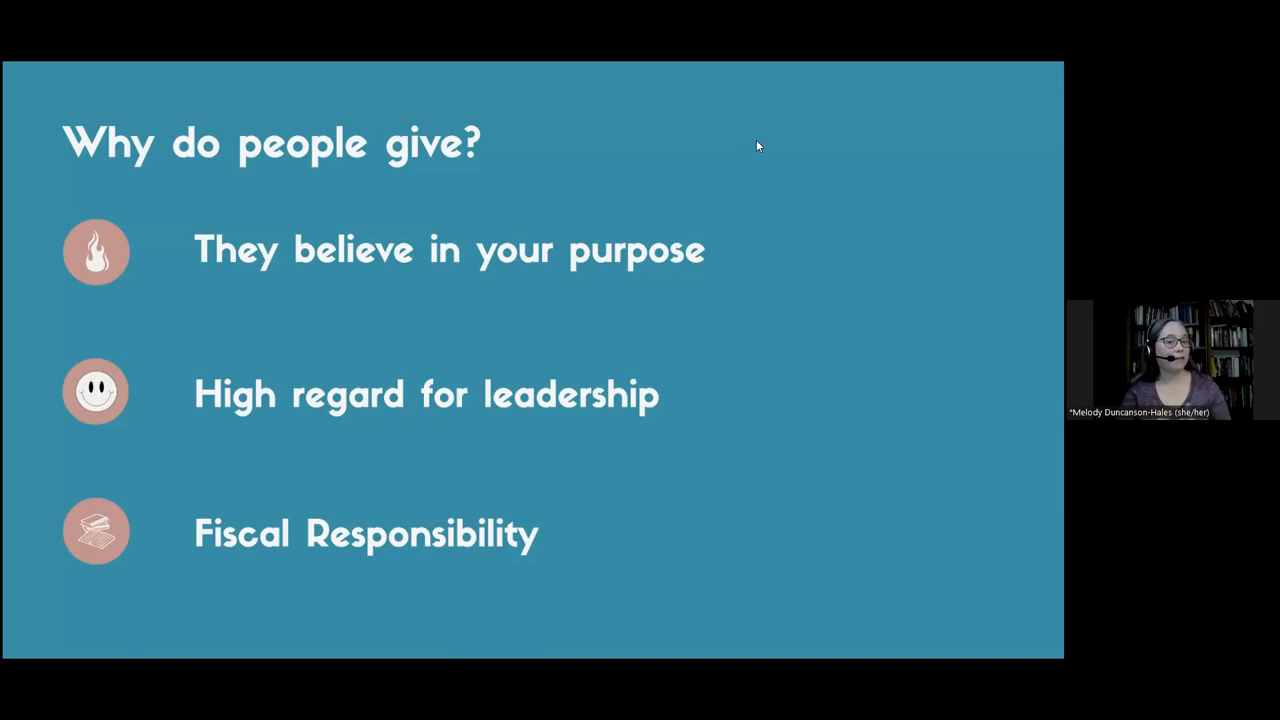 Why do people give?
They believe in your purpose
High regard for leadership
Fiscal Responsibility
*Melody Duncanson-Hales (she/her)